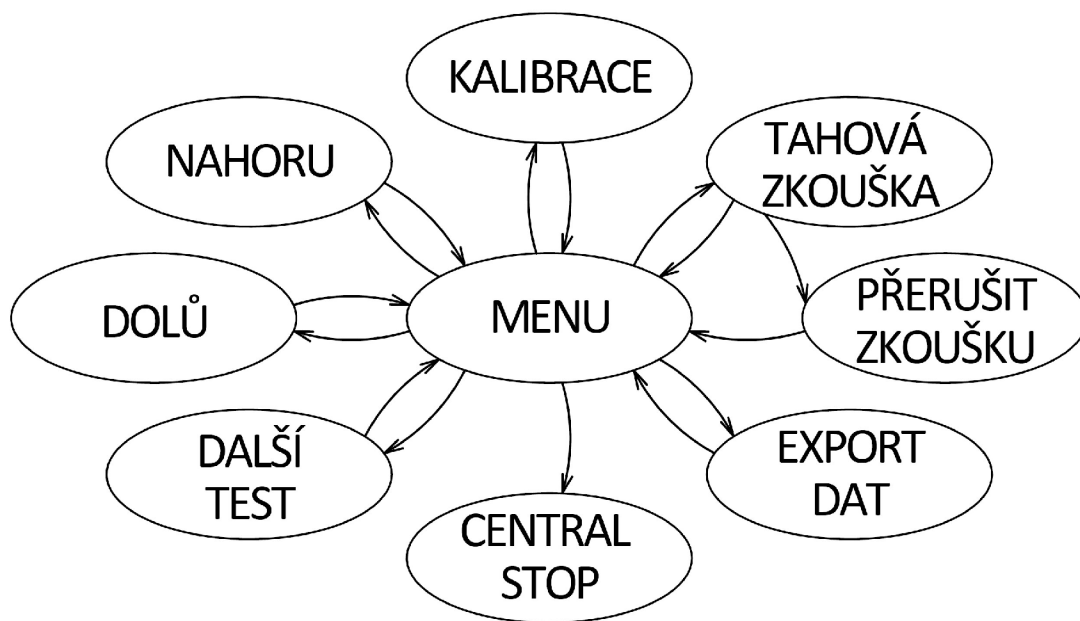 KALIBRACE
NAHORU
TAHOVÁ
ZKOUŠKA
DOLŮ
MENU
PŘERUŠIT
ZKOUŠKU
DALŠÍ
TEST
EXPORT
DAT
CENTRAL
STOP